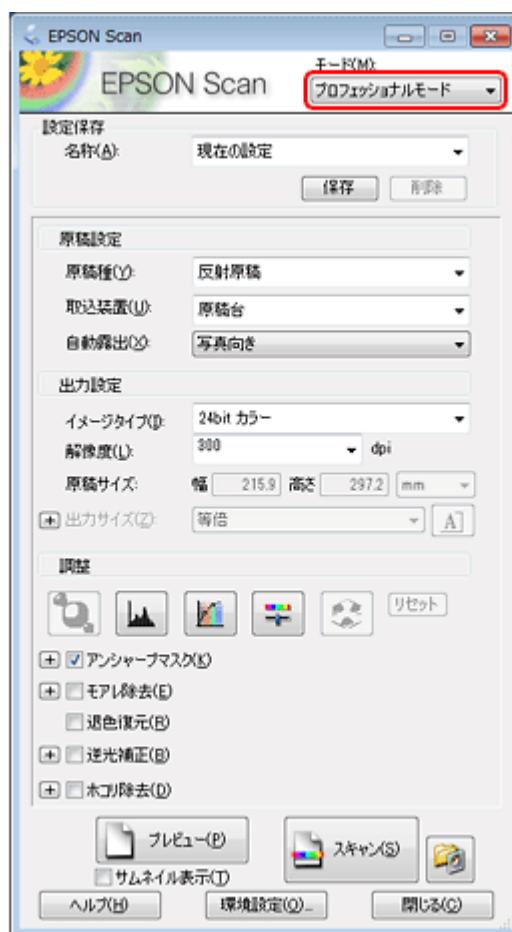 EPSON Scan
モード(M):
EPSON Scan
プロフェッショナルモード
設定保存
名称(A): 現在の設定
保存 削除
原稿設定
原稿種(Y): 反射原稿
取込装置(U): 原稿台
自動露出(X): 写真向き
出力設定
イメージタイプ(I): 24bit カラー
解像度(L): 300 dpi
原稿サイズ: 幅 215.9 高さ 297.2 mm
出力サイズ(Z): 等倍 A
調整
リセット
アンシャープマスク(K)
モアレ除去(E)
退色復元(R)
逆光補正(B)
ホコリ除去(D)
プレビュー(P) スキャン(S)
サムネイル表示(T)
ヘルプ(H) 環境設定(O)... 閉じる(C)